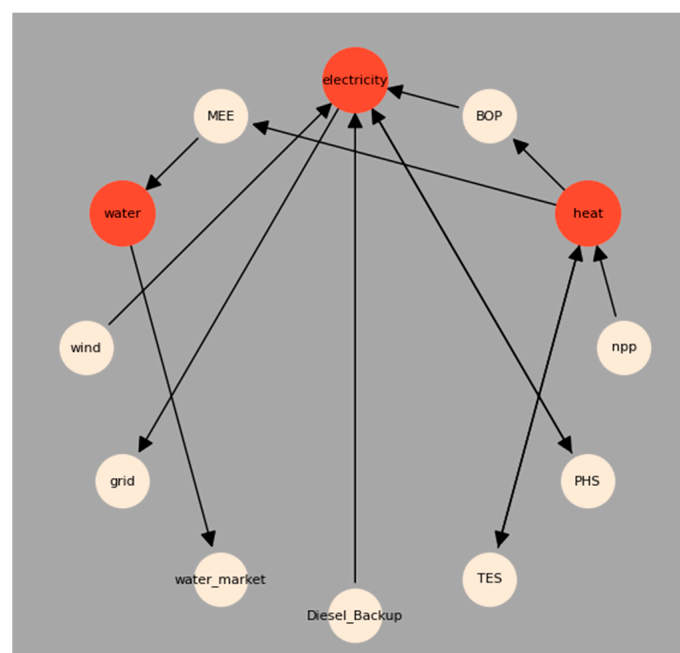 electricity
MEE
BOP
water
heat
wind
npp
grid
PHS
water_market
TES
Diesel_Backup